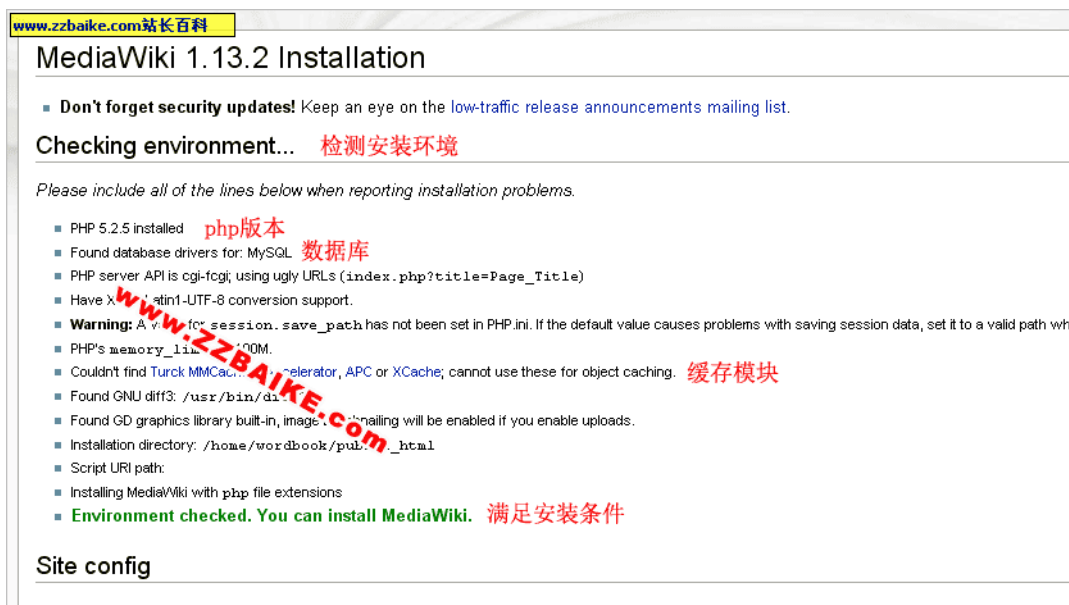 www.zzbaike.com站长百科
MediaWiki 1.13.2 Installation
Don't forget security updates! Keep an eye on the low-traffic release announcements mailing list.
Checking environment... 检测安装环境
Please include all of the lines below when reporting installation problems.
PHP 5.2.5 installed php版本
Found database drivers for: MySQL 数据库
PHP server API is cgi-fcgi; using ugly URLs (index.php?title=Page_Title)
Have X atin1-UTF-8 conversion support.
Warning: A for session.save_path has not been set in PHP.ini. If the default value causes problems with saving session data, set it to a valid path wh
PHP's memory_lim 100M.
Couldn't find Turck MMCac celerator, APC or XCache; cannot use these for object caching. 缓存模块
Found GNU diff3: /usr/bin/di
Found GD graphics library built-in, image nailing will be enabled if you enable uploads.
Installation directory: /home/wordbook/pub _html
Script URI path:
Installing MediaWiki with php file extensions
Environment checked. You can install MediaWiki. 满足安装条件
www.ZZBAIKE.com
Site config